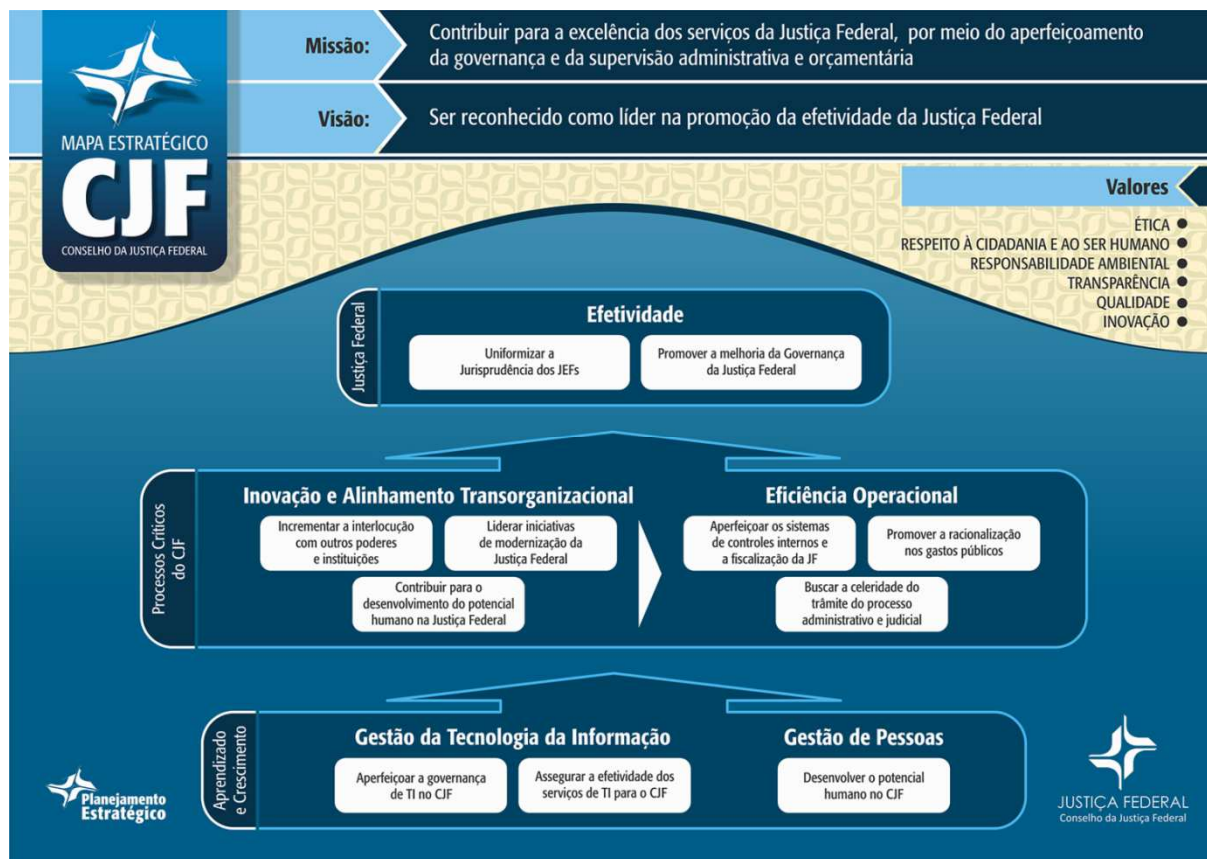 MAPA ESTRATÉGICO
CJF
CONSELHO DA JUSTIÇA FEDERAL
Missão:
Contribuir para a excelência dos serviços da Justiça Federal, por meio do aperfeiçoamento
da governança e da supervisão administrativa e orçamentária
Visão:
Ser reconhecido como líder na promoção da efetividade da Justiça Federal
Valores
ÉTICA
RESPEITO À CIDADANIA E AO SER HUMANO
RESPONSABILIDADE AMBIENTAL
TRANSPARÊNCIA
QUALIDADE
INOVAÇÃO
Justiça Federal
Efetividade
Uniformizar a
Jurisprudência dos JEFs
Promover a melhoria da Governança
da Justiça Federal
Processos Críticos
do CJF
Inovação e Alinhamento Transorganizacional
Incrementar a interlocução
com outros poderes
e instituições
Liderar iniciativas
de modernização da
Justiça Federal
Contribuir para o
desenvolvimento do potencial
humano na Justiça Federal
Eficiência Operacional
Aperfeiçoar os sistemas
de controles internos e
a fiscalização da JF
Promover a racionalização
nos gastos públicos
Buscar a celeridade do
trâmite do processo
administrativo e judicial
Aprendizado
e Crescimento
Gestão da Tecnologia da Informação
Aperfeiçoar a governança
de TI no CJF
Assegurar a efetividade dos
serviços de TI para o CJF
Gestão de Pessoas
Desenvolver o potencial
humano no CJF
Planejamento
Estratégico
JUSTIÇA FEDERAL
Conselho da Justiça Federal